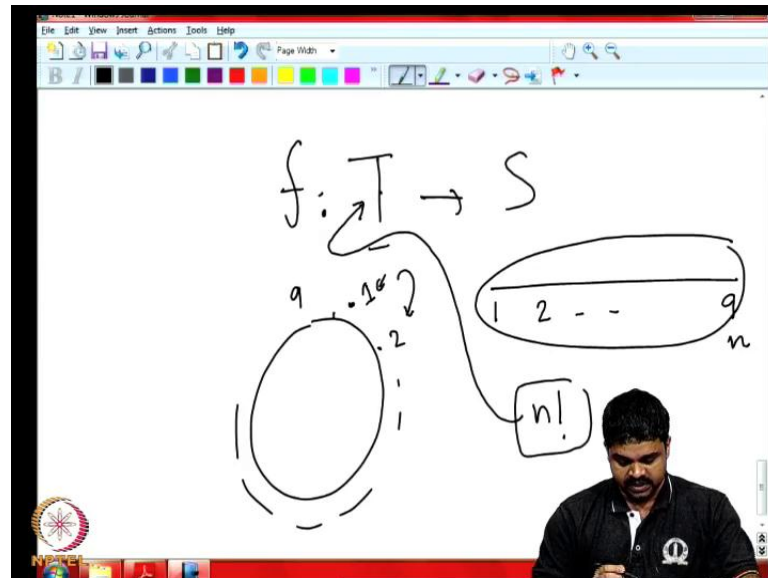 File Edit View Insert Actions Tools Help
Page Width
B I
f: T → S
9 .1
.2
1 2 - - 9
n
n!
NPTEL